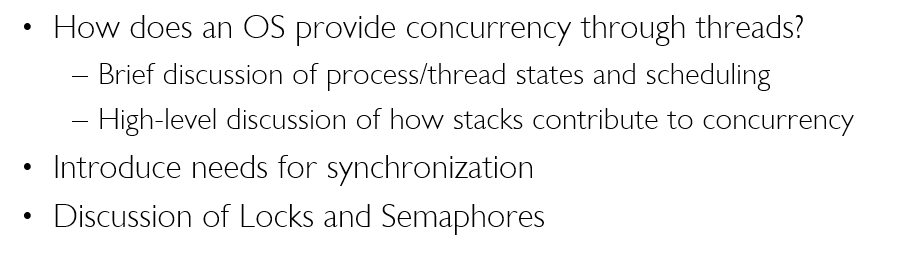 • How does an OS provide concurrency through threads?
– Brief discussion of process/thread states and scheduling
– High-level discussion of how stacks contribute to concurrency
• Introduce needs for synchronization
• Discussion of Locks and Semaphores